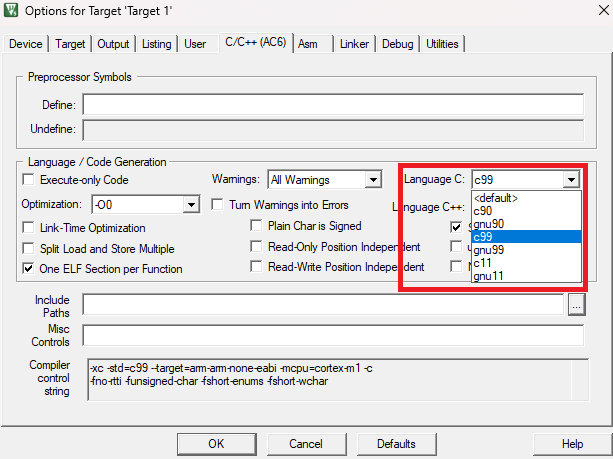 Options for Target 'Target 1'
Device Target Output Listing User C/C++ (AC6) Asm Linker Debug Utilities
Preprocessor Symbols
Define:
Undefine:
Language / Code Generation
Execute-only Code Warnings: All Warnings Language C: c99
Optimization: -O0 Turn Warnings into Errors Language C++:
<default>
c90
gnu90
c99
gnu99
c11
gnu11
Link-Time Optimization Plain Char is Signed
Split Load and Store Multiple Read-Only Position Independent
One ELF Section per Function Read-Write Position Independent
Include
Paths
...
Misc
Controls
Compiler
control
string
-xc -std=c99 --target=arm-arm-none-eabi -mcpu=cortex-m1 -c
-fno-rtti -funsigned-char -fshort-enums -fshort-wchar
OK Cancel Defaults Help